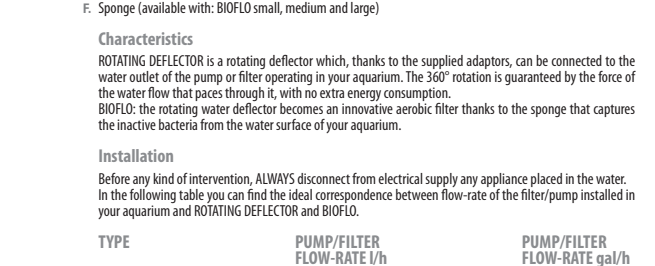 F. Sponge (available with: BIOFLO small, medium and large)
Characteristics
ROTATING DEFLECTOR is a rotating deflector which, thanks to the supplied adaptors, can be connected to the
water outlet of the pump or filter operating in your aquarium. The 360° rotation is guaranteed by the force of
the water flow that paces through it, with no extra energy consumption.
BIOFLO: the rotating water deflector becomes an innovative aerobic filter thanks to the sponge that captures
the inactive bacteria from the water surface of your aquarium.
Installation
Before any kind of intervention, ALWAYS disconnect from electrical supply any appliance placed in the water.
In the following table you can find the ideal correspondence between flow-rate of the filter/pump installed in
your aquarium and ROTATING DEFLECTOR and BIOFLO.
TYPE PUMP/FILTER PUMP/FILTER
FLOW-RATE l/h FLOW-RATE gal/h